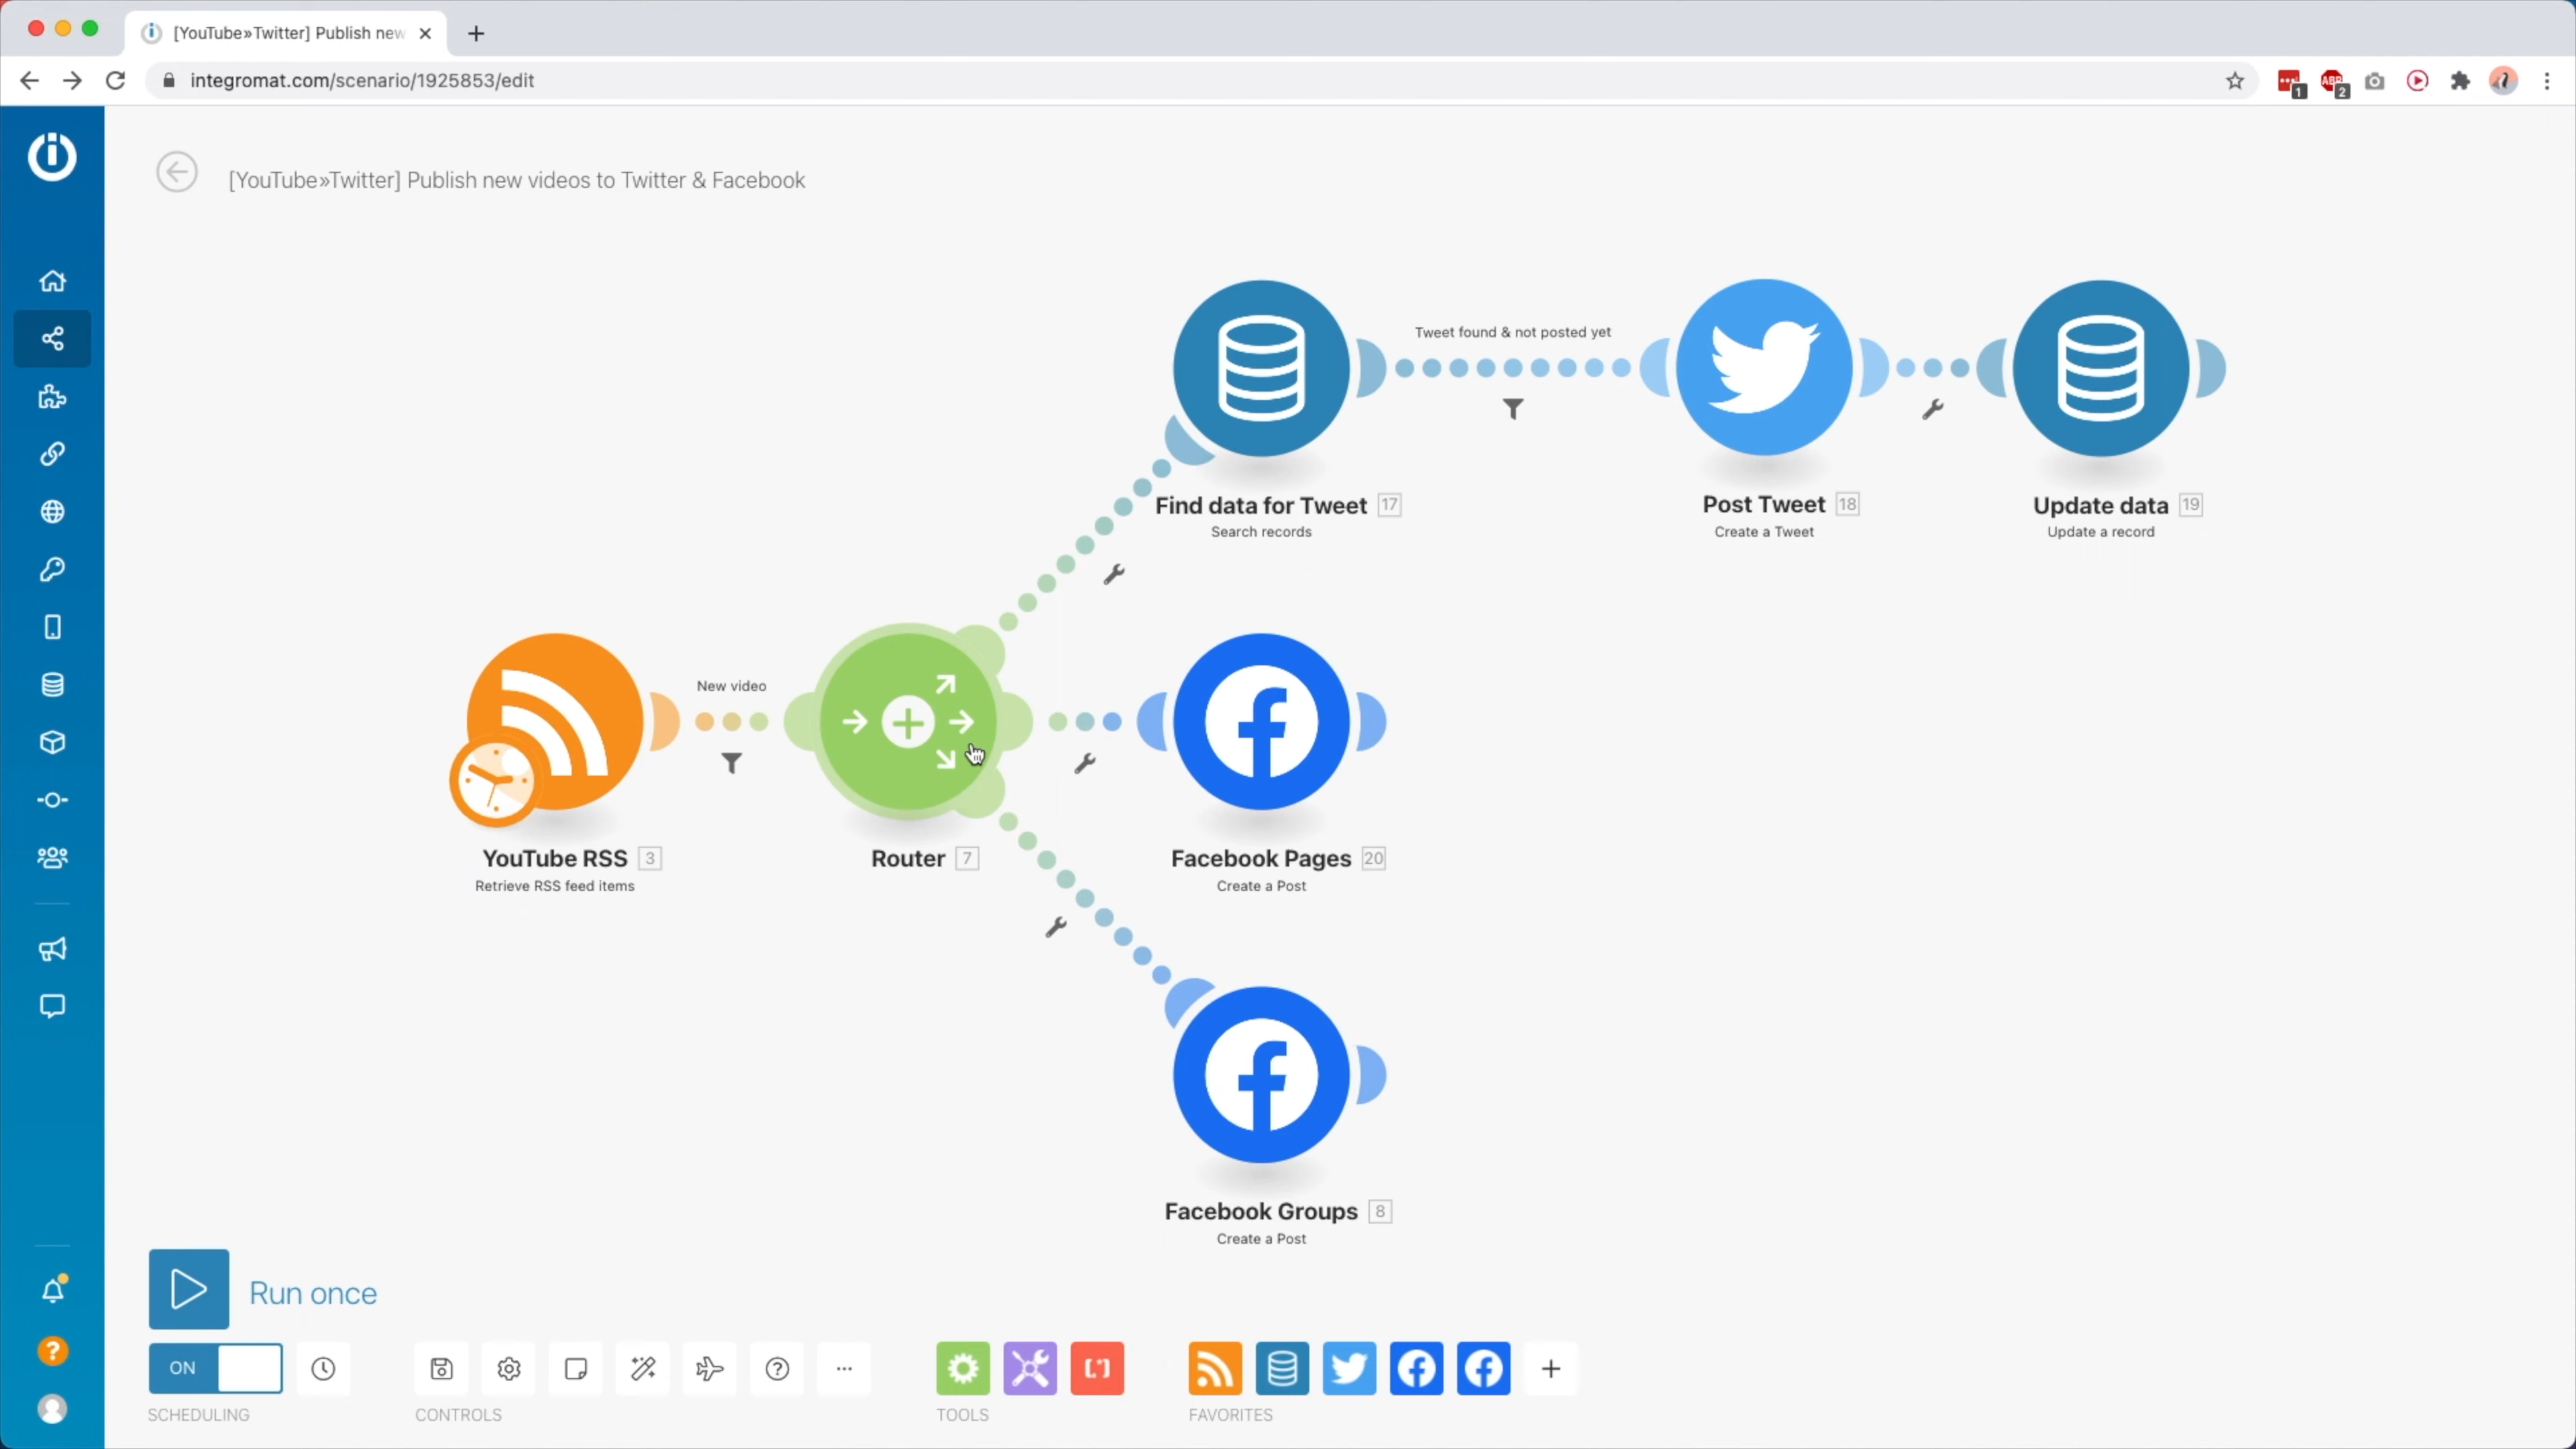 [YouTube»Twitter] Publish new
integromat.com/scenario/1925853/edit
1
ABP
2
[YouTube»Twitter] Publish new videos to Twitter & Facebook
Tweet found & not posted yet
Find data for Tweet 17
Search records
Post Tweet 18
Create a Tweet
Update data 19
Update a record
New video
YouTube RSS 3
Retrieve RSS feed items
Router 7
Facebook Pages 20
Create a Post
Facebook Groups 8
Create a Post
Run once
ON
SCHEDULING
CONTROLS
TOOLS
FAVORITES